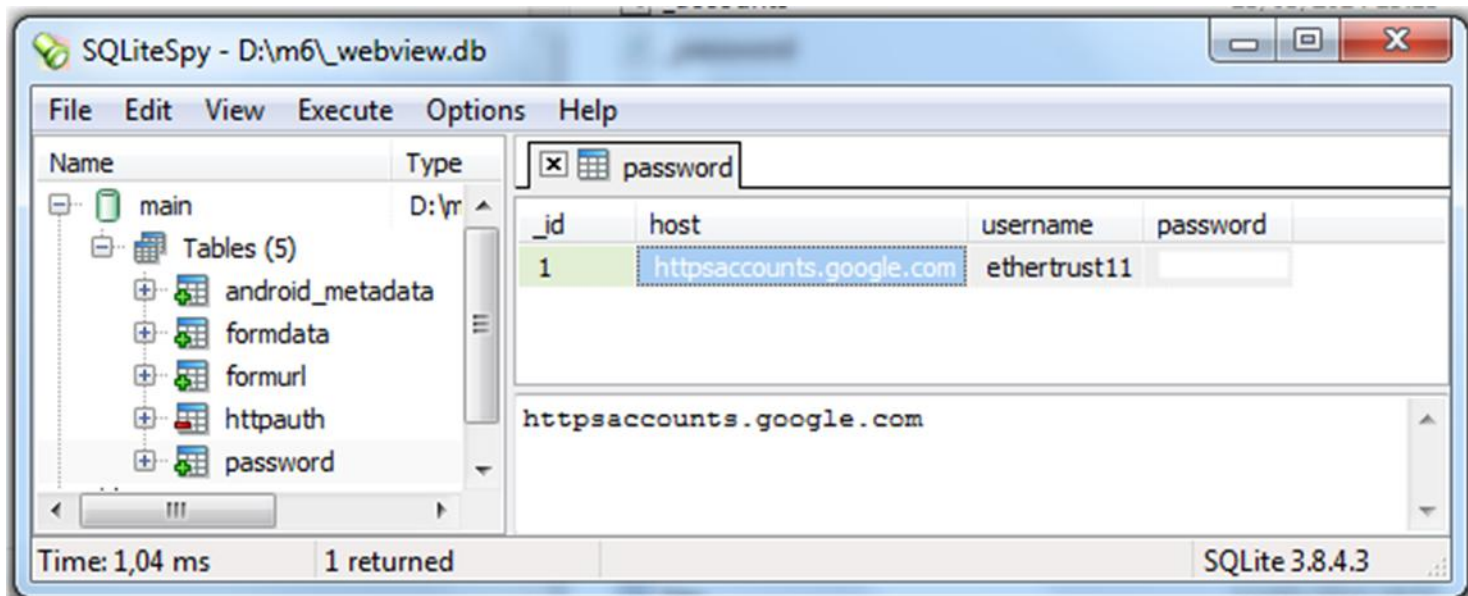 SQLiteSpy - D:\m6\_webview.db
File Edit View Execute Options Help
Name Type
main D:\m
Tables (5)
android_metadata
formdata
formurl
httpauth
password
password
_id host username password
1 httpsaccounts.google.com ethertrust11
httpsaccounts.google.com
Time: 1,04 ms 1 returned SQLite 3.8.4.3